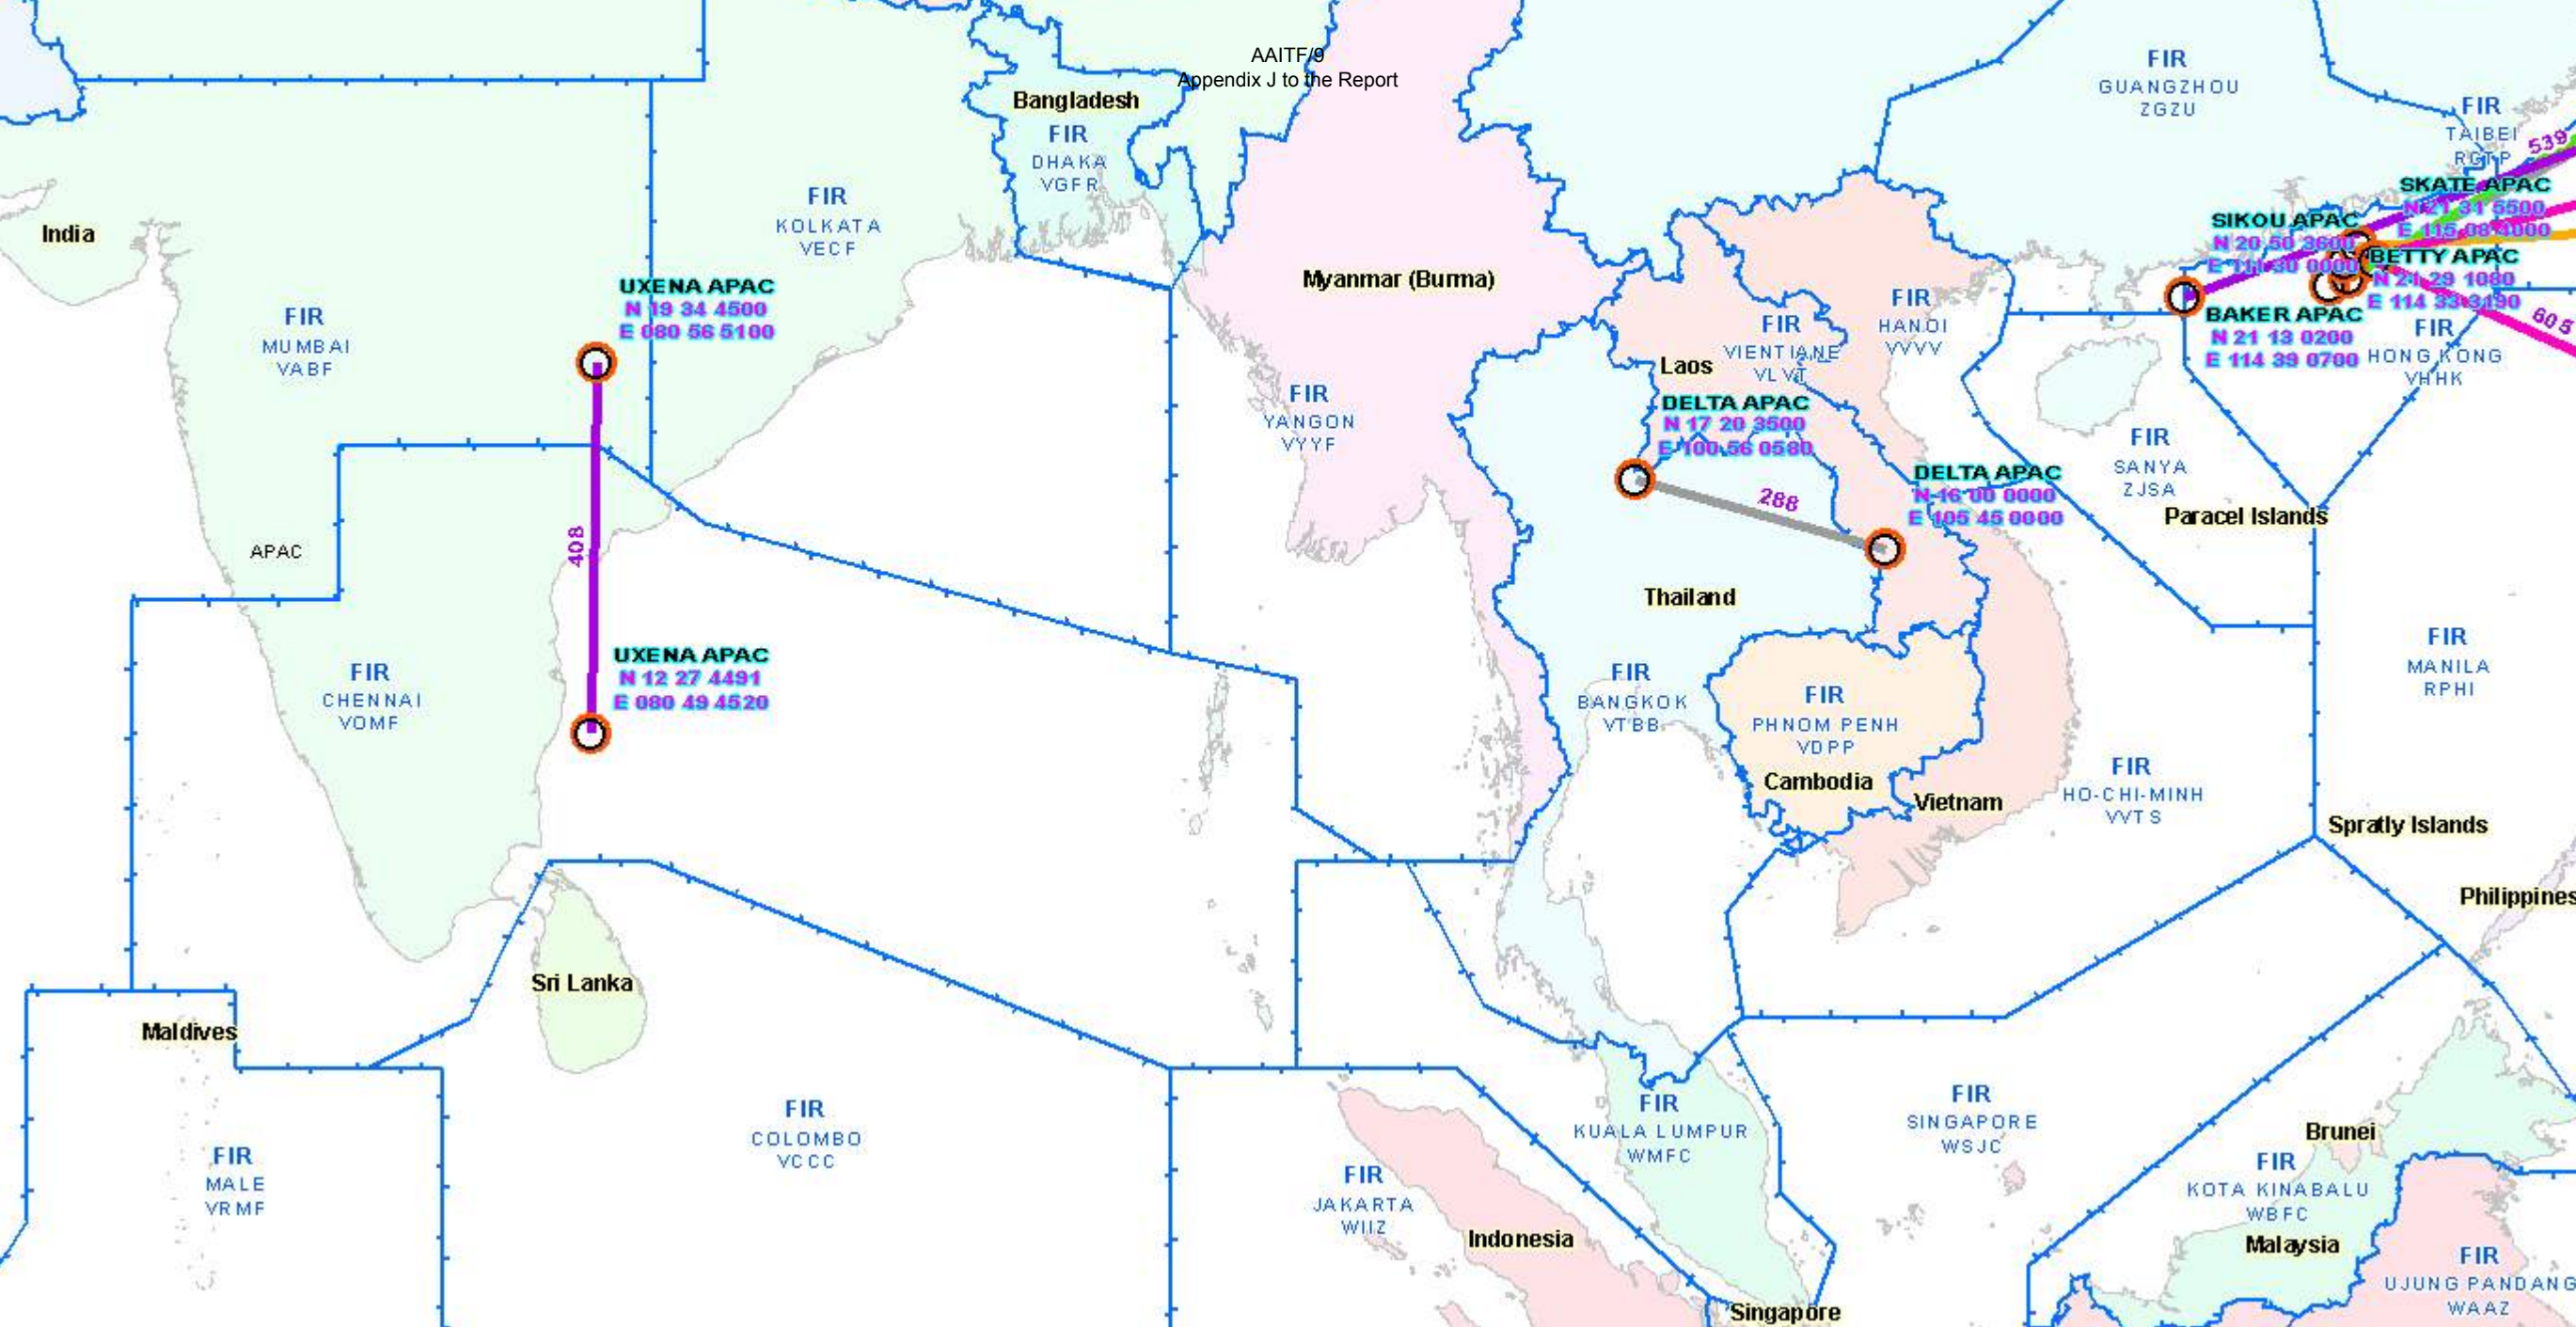 AAITF/9
Appendix J to the Report
FIR
GUANGZHOU
ZGZU
FIR
TAIBEI
RCTP
539
Bangladesh
FIR
DHAKA
VGFR
India
FIR
KOLKATA
VECF
SKATE APAC
N 21 31 5500
E 115 08 4000
SIKOU APAC
N 20 50 3600
E 111 30 0000
BETTY APAC
N 21 29 1080
E 114 33 3190
BAKER APAC
N 21 13 0200
E 114 39 0700
605
FIR
HONG KONG
VHHK
UXENA APAC
N 19 34 4500
E 080 56 5100
FIR
MUMBAI
VABF
Myanmar (Burma)
FIR
HANOI
VVVV
FIR
VIENTIANE
VLVT
Laos
FIR
YANGON
VYYF
DELTA APAC
N 17 20 3500
E 100 56 0580
288
DELTA APAC
N 16 00 0000
E 105 45 0000
FIR
SANYA
ZJSA
Paracel Islands
408
APAC
Thailand
FIR
MANILA
RPHI
UXENA APAC
N 12 27 4491
E 080 49 4520
FIR
CHENNAI
VOMF
FIR
BANGKOK
VTBB
FIR
PHNOM PENH
VDPP
Cambodia
Vietnam
FIR
HO-CHI-MINH
VVTS
Spratly Islands
Philippines
Sri Lanka
Maldives
FIR
MALE
VRMF
FIR
COLOMBO
VCCC
FIR
KUALA LUMPUR
WMFC
FIR
SINGAPORE
WSJC
FIR
JAKARTA
WIIZ
Indonesia
Singapore
Brunei
FIR
KOTA KINABALU
WBFC
Malaysia
FIR
UJUNG PANDANG
WAAZ